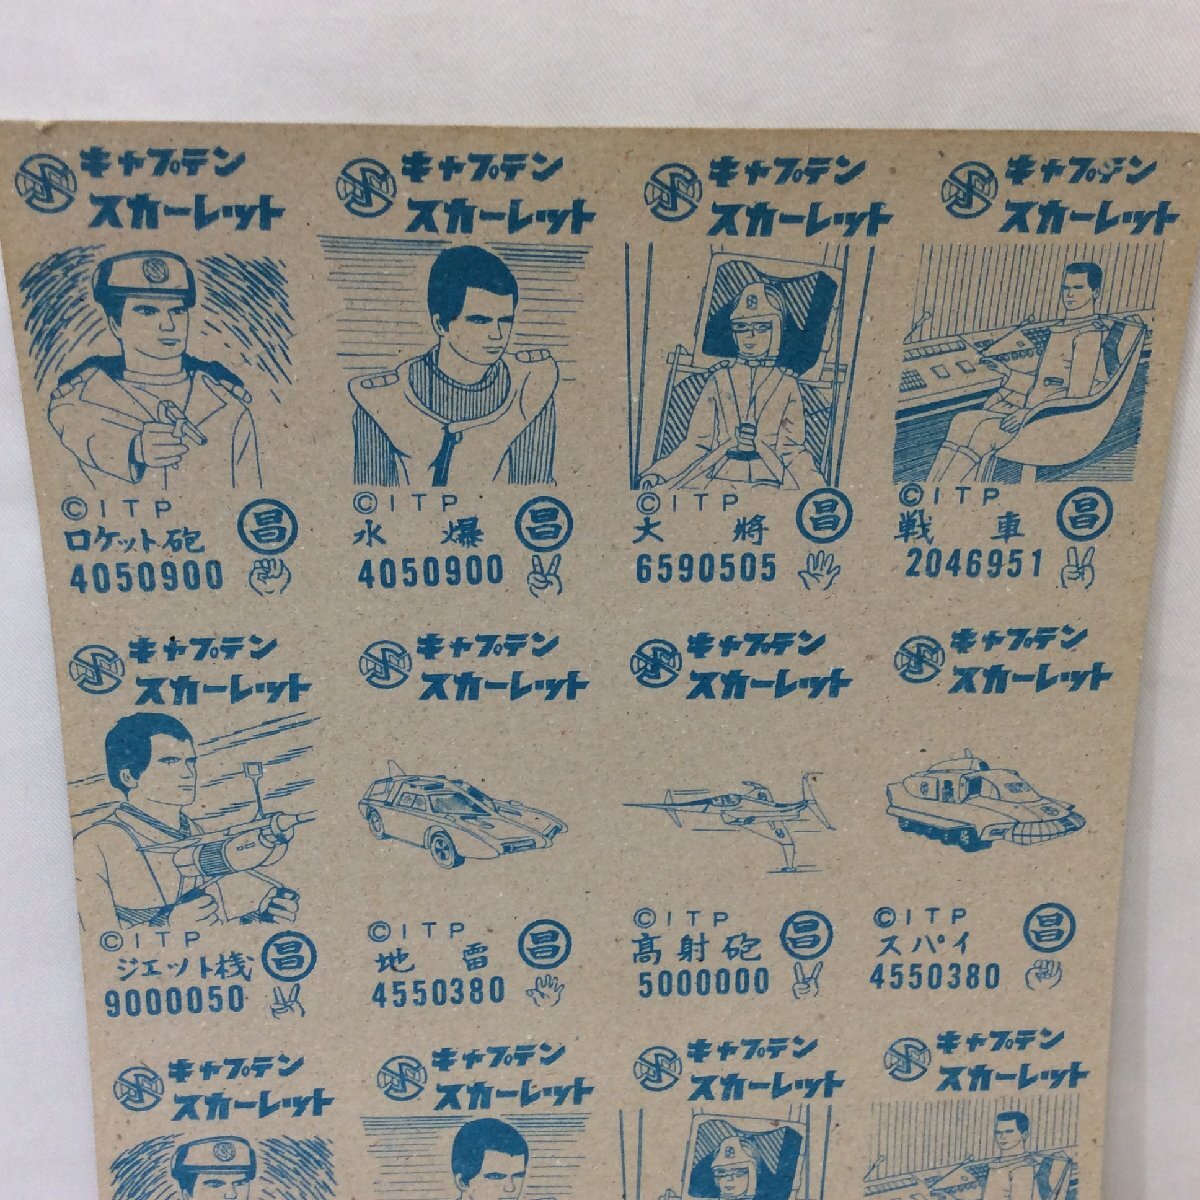 キャプテン
スカーレット
キャプテン
スカーレット
キャプテン
スカーレット
キャプテン
スカーレット
©ITP
ロケット砲
昌
4050900
©ITP
水爆
昌
4050900
©ITP
大將
昌
6590505
©ITP
戦車
昌
2046951
キャプテン
スカーレット
キャプテン
スカーレット
キャプテン
スカーレット
キャプテン
スカーレット
©ITP
ジェット桟
昌
9000050
©ITP
地雷
昌
4550380
©ITP
高射砲
昌
5000000
©ITP
スパイ
昌
4550380
キャプテン
スカーレット
キャプテン
スカーレット
キャプテン
スカーレット
キャプテン
スカーレット